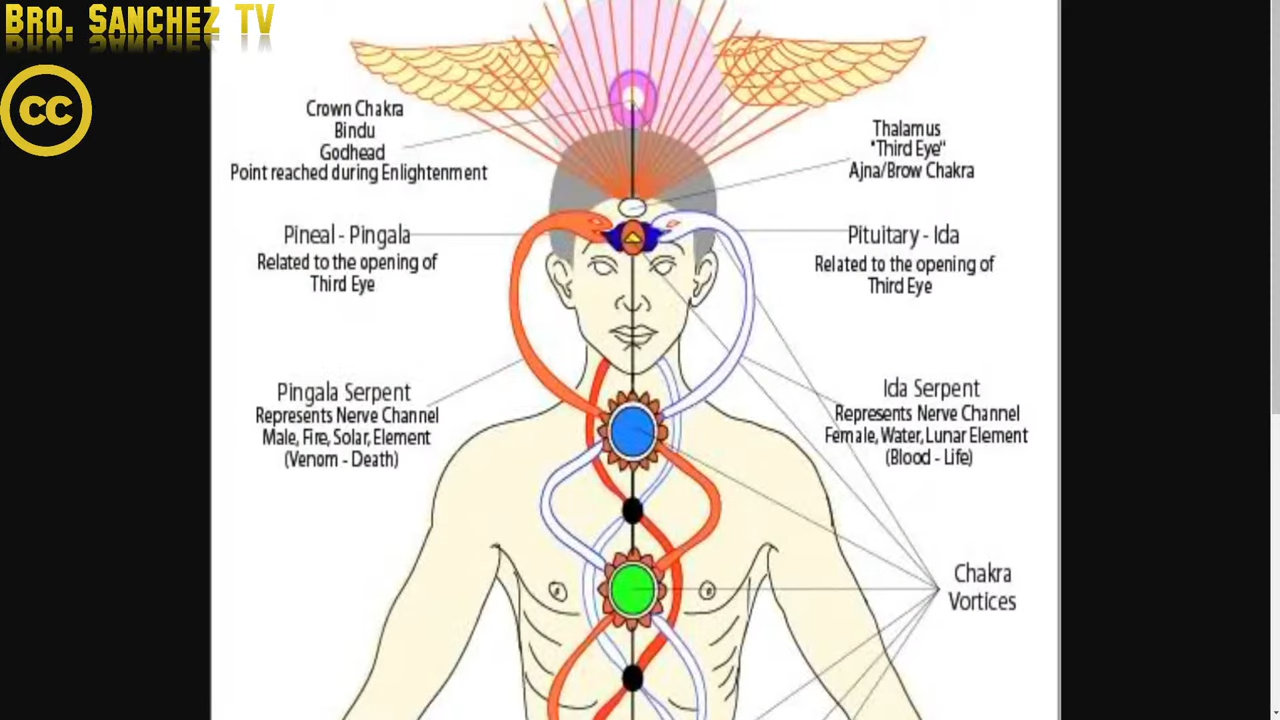 Bro. Sanchez TV
cc
Crown Chakra
Bindu
Godhead
Point reached during Enlightenment
Thalamus
"Third Eye"
Ajna/Brow Chakra
Pineal - Pingala
Related to the opening of
Third Eye
Pituitary - Ida
Related to the opening of
Third Eye
Pingala Serpent
Represents Nerve Channel
Male, Fire, Solar, Element
(Venom - Death)
Ida Serpent
Represents Nerve Channel
Female, Water, Lunar Element
(Blood - Life)
Chakra
Vortices